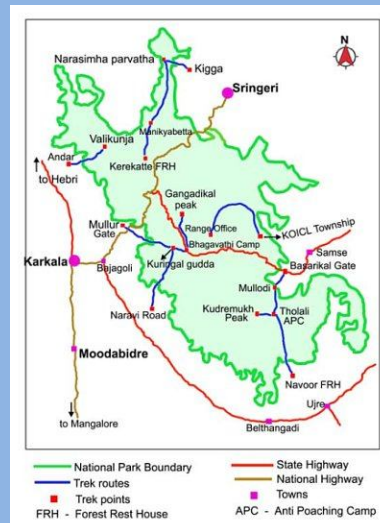 N
Narasimha parvatha
Kigga
Sringeri
Manikyabetta
Valikunja
Andar
to Hebri
Kerekatte FRH
Gangadikal
peak
Mullur
Gate
Range Office
KOICL Township
Bhagavathi Camp
Samse
Karkala
Bajagoli
Kuringal gudda
Basrikal Gate
Mullodi
Naravi Road
Kudremukh
Peak
Tholali
APC
Moodabidre
Navoor FRH
Ujre
to Mangalore
Belthangadi
National Park Boundary
State Highway
Trek routes
National Highway
Trek points
Towns
FRH - Forest Rest House
APC - Anti Poaching Camp